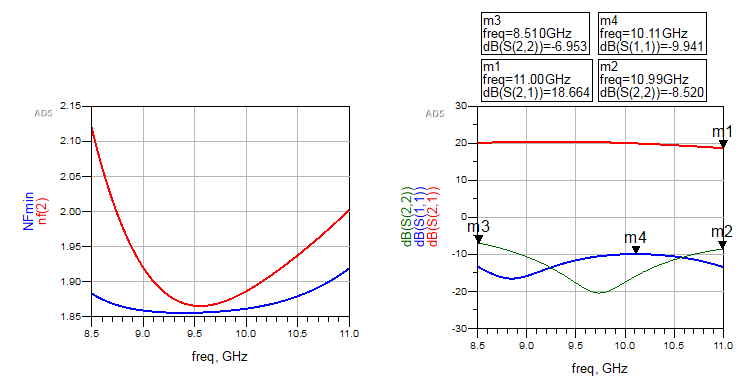 m3
freq=8.510GHz
dB(S(2,2))=-6.953
m4
freq=10.11GHz
dB(S(1,1))=-9.941
m1
freq=11.00GHz
dB(S(2,1))=18.664
m2
freq=10.99GHz
dB(S(2,2))=-8.520
ADS
2.15
2.10
2.05
2.00
1.95
1.90
1.85
NFmin
nf(2)
8.5
9.0
9.5
10.0
10.5
11.0
freq, GHz
ADS
30
20
10
0
-10
-20
-30
dB(S(2,2))
dB(S(1,1))
dB(S(2,1))
m1
m3
m4
m2
8.5
9.0
9.5
10.0
10.5
11.0
freq, GHz